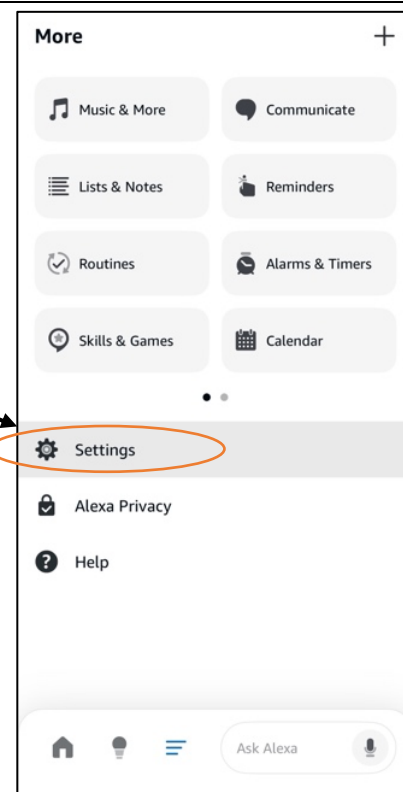 More
Music & More Communicate
Lists & Notes Reminders
Routines Alarms & Timers
Skills & Games Calendar
Settings
Alexa Privacy
Help
Ask Alexa